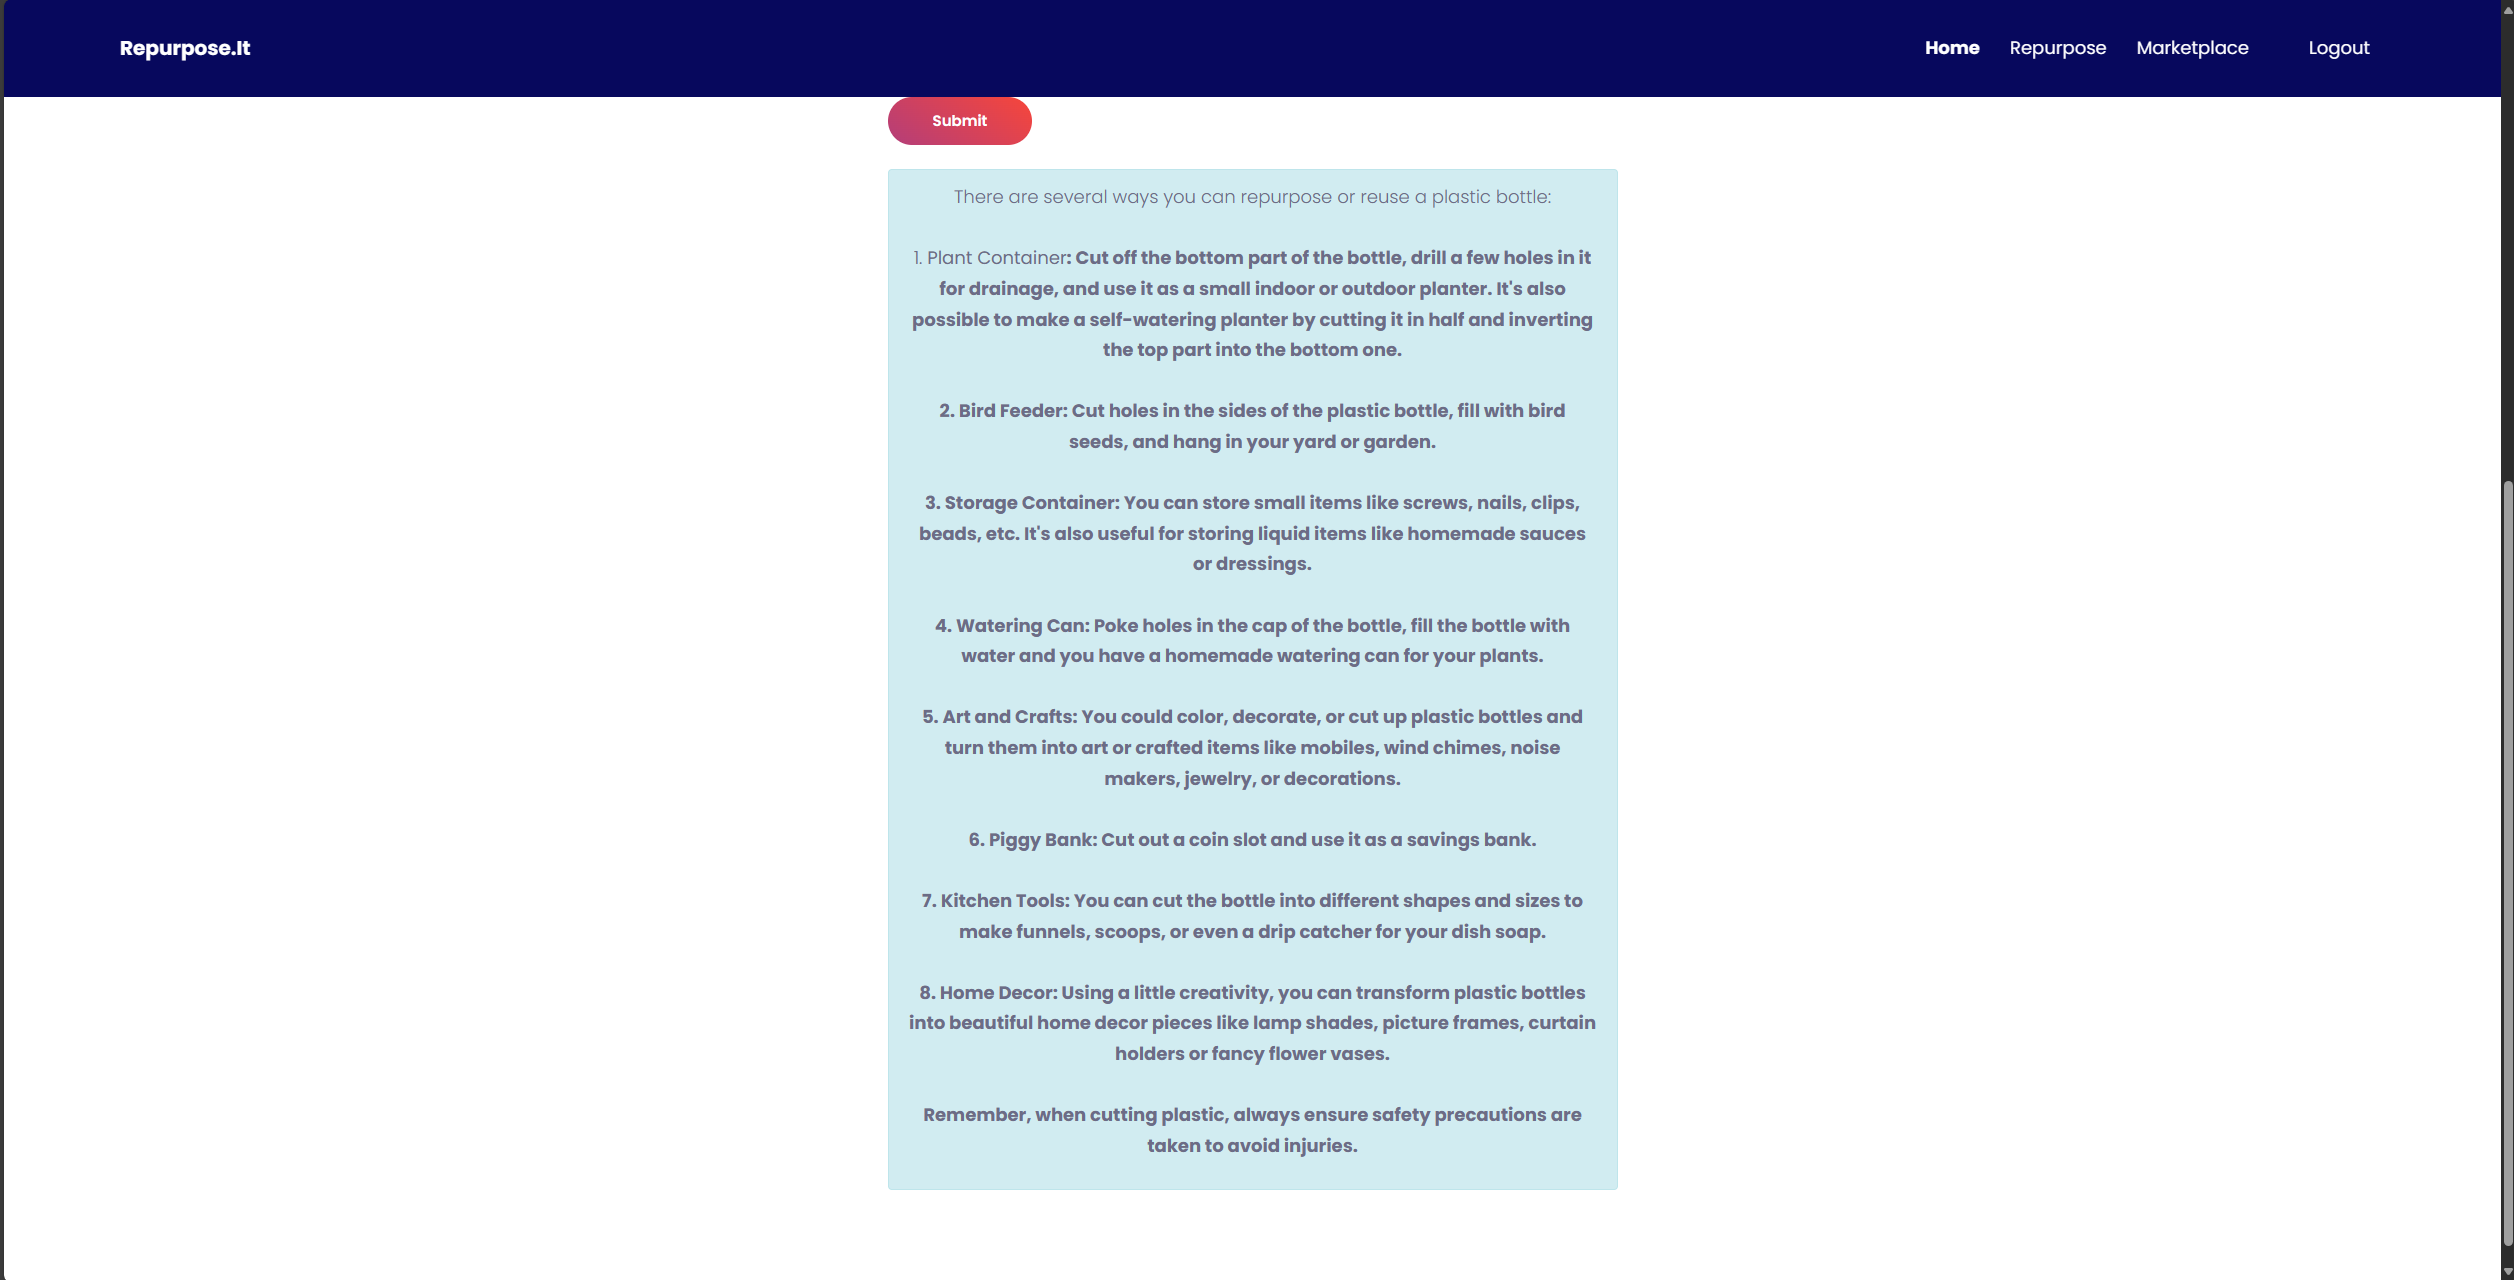 Repurpose.It
Home Repurpose Marketplace Logout
Submit
There are several ways you can repurpose or reuse a plastic bottle:
1. Plant Container: Cut off the bottom part of the bottle, drill a few holes in it
for drainage, and use it as a small indoor or outdoor planter. It's also
possible to make a self-watering planter by cutting it in half and inverting
the top part into the bottom one.
2. Bird Feeder: Cut holes in the sides of the plastic bottle, fill with bird
seeds, and hang in your yard or garden.
3. Storage Container: You can store small items like screws, nails, clips,
beads, etc. It's also useful for storing liquid items like homemade sauces
or dressings.
4. Watering Can: Poke holes in the cap of the bottle, fill the bottle with
water and you have a homemade watering can for your plants.
5. Art and Crafts: You could color, decorate, or cut up plastic bottles and
turn them into art or crafted items like mobiles, wind chimes, noise
makers, jewelry, or decorations.
6. Piggy Bank: Cut out a coin slot and use it as a savings bank.
7. Kitchen Tools: You can cut the bottle into different shapes and sizes to
make funnels, scoops, or even a drip catcher for your dish soap.
8. Home Decor: Using a little creativity, you can transform plastic bottles
into beautiful home decor pieces like lamp shades, picture frames, curtain
holders or fancy flower vases.
Remember, when cutting plastic, always ensure safety precautions are
taken to avoid injuries.